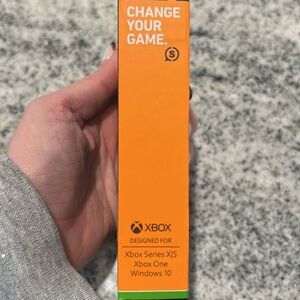 CHANGE
YOUR
GAME.
S
XBOX
DESIGNED FOR
Xbox Series X|S
Xbox One
Windows 10